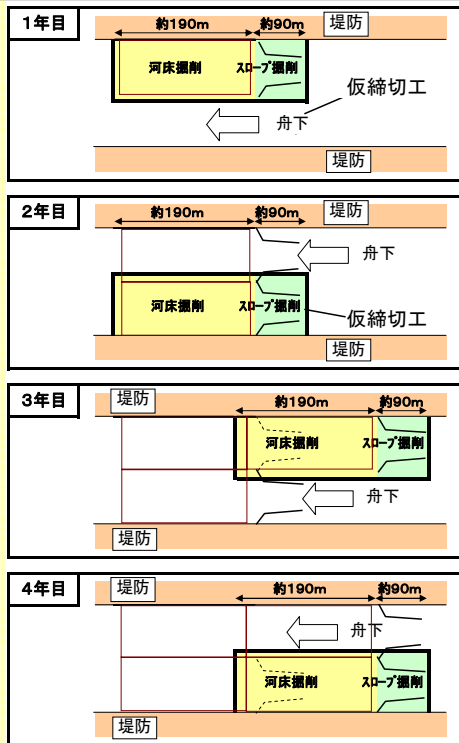 1年目
約190m
約90m
堤防
河床掘削
スロープ掘削
仮締切工
舟下
堤防
2年目
約190m
約90m
堤防
舟下
河床掘削
スロープ掘削
仮締切工
堤防
3年目
堤防
約190m
約90m
河床掘削
スロープ掘削
舟下
堤防
4年目
堤防
約190m
約90m
舟下
河床掘削
スロープ掘削
堤防